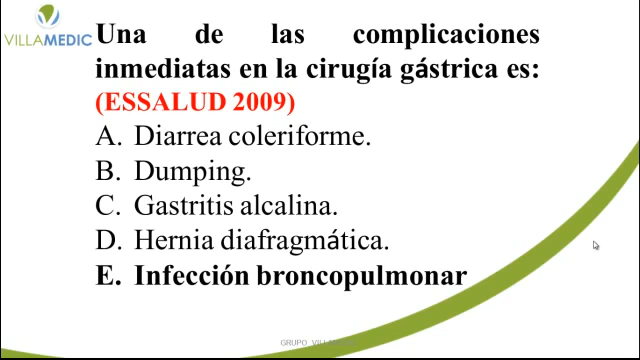 VILLAMEDIC
Una de las complicaciones
inmediatas en la cirugía gástrica es:
(ESSALUD 2009)
A. Diarrea coleriforme.
B. Dumping.
C. Gastritis alcalina.
D. Hernia diafragmática.
E. Infección broncopulmonar
GRUPO